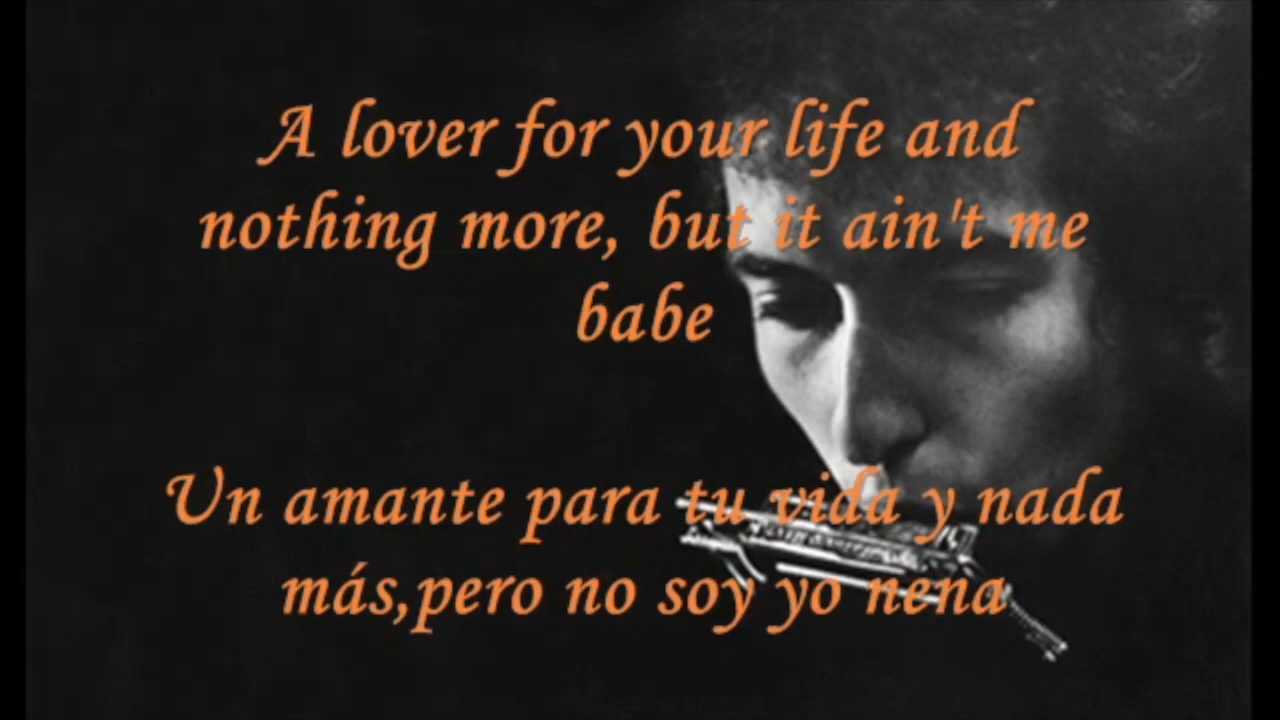 A lover for your life and
nothing more, but it ain't me
babe
Un amante para tu vida y nada
más,pero no soy yo nena